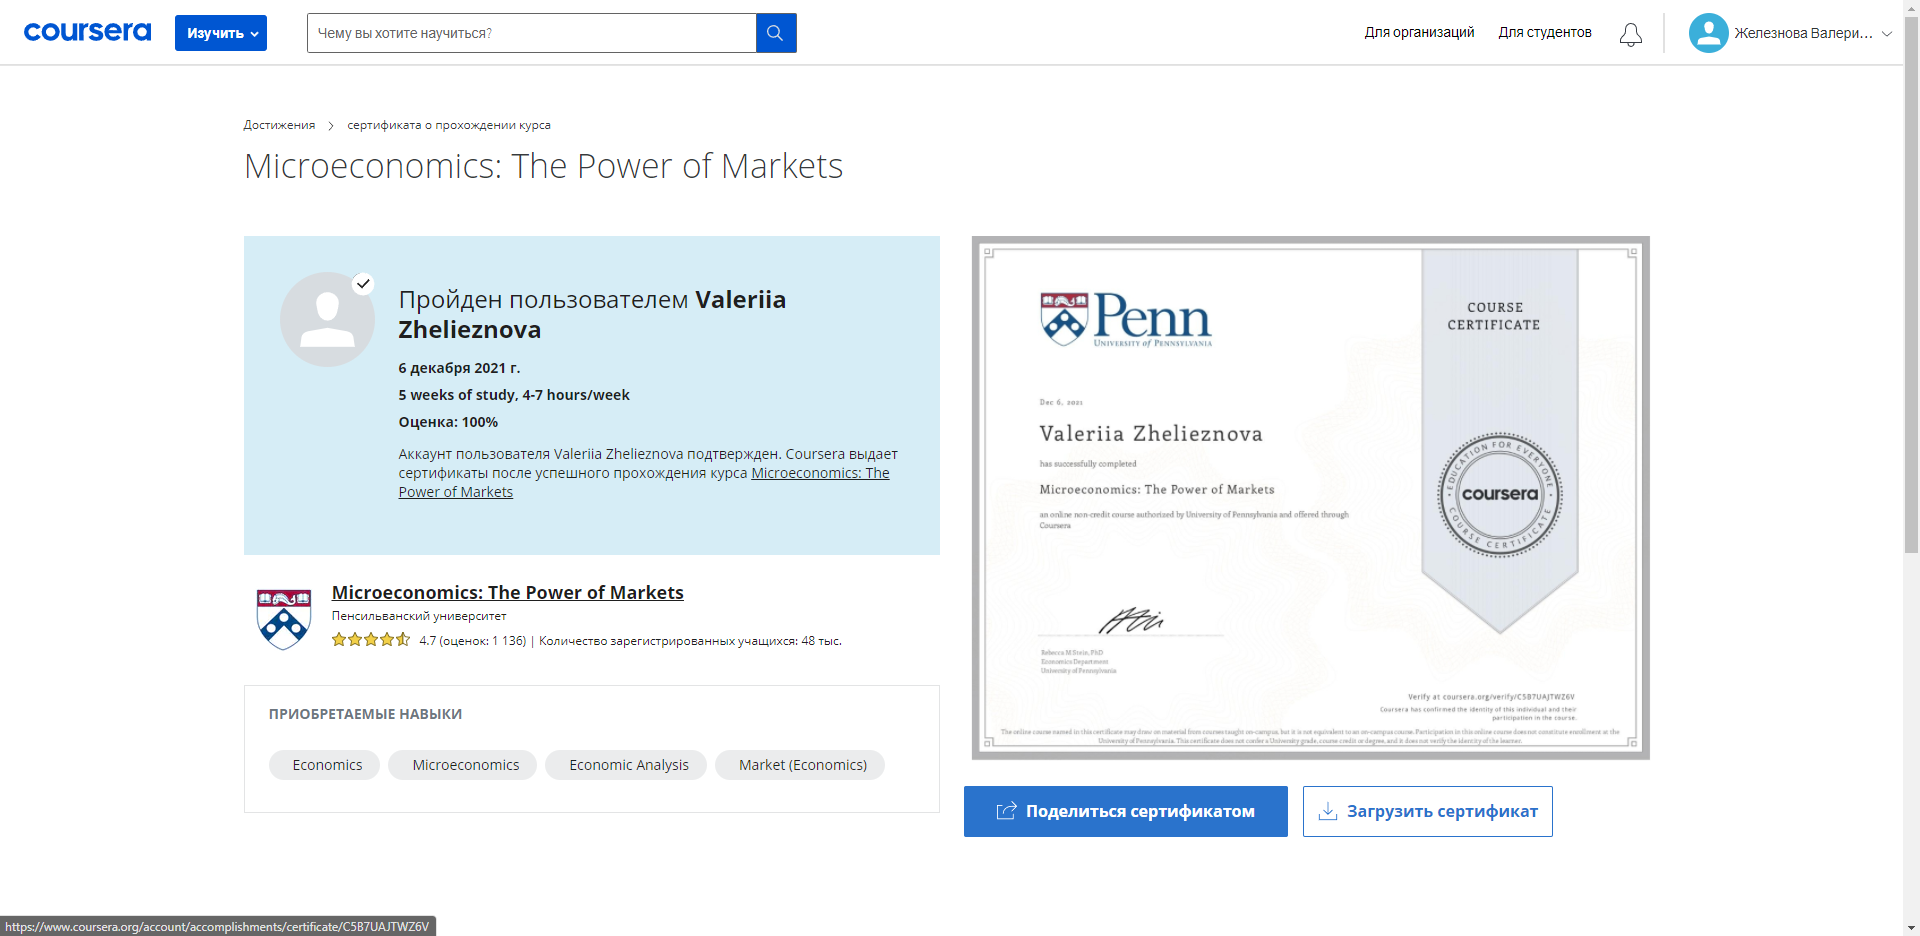 coursera
Изучить
Чему вы хотите научиться?
Для организаций
Для студентов
Железнова Валери...
Достижения
сертификата о прохождении курса
Microeconomics: The Power of Markets
Пройден пользователем Valeriia
Zhelieznova
6 декабря 2021 г.
5 weeks of study, 4-7 hours/week
Оценка: 100%
Аккаунт пользователя Valeriia Zhelieznova подтвержден. Coursera выдает
сертификаты после успешного прохождения курса Microeconomics: The
Power of Markets
Microeconomics: The Power of Markets
Пенсильванский университет
4.7 (оценок: 1 136) | Количество зарегистрированных учащихся: 48 тыс.
ПРИОБРЕТАЕМЫЕ НАВЫКИ
Economics
Microeconomics
Economic Analysis
Market (Economics)
Penn
University of Pennsylvania
COURSE
CERTIFICATE
Dec 6, 2021
Valeriia Zhelieznova
has successfully completed
Microeconomics: The Power of Markets
an online non-credit course authorized by University of Pennsylvania and offered through
Coursera
EDUCATION FOR EVERYONE
coursera
COURSE CERTIFICATE
Rebecca M Stein, PhD
Economics Department
University of Pennsylvania
Verify at coursera.org/verify/C5B7UAJTWZ6V
Coursera has confirmed the identity of this individual and their
participation in the course.
The online course named in this certificate may draw on material from courses taught on-campus, but it is not equivalent to an on-campus course. Participation in this online course does not constitute enrollment at the
University of Pennsylvania. This certificate does not confer a University grade, course credit or degree, and it does not verify the identity of the learner.
Поделиться сертификатом
Загрузить сертификат
https://www.coursera.org/account/accomplishments/certificate/C5B7UAJTWZ6V